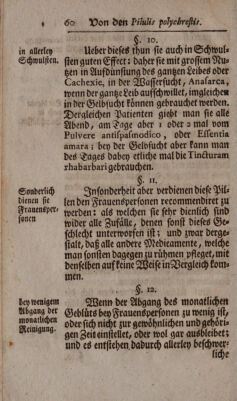 60 Von den Pilulis polychrestis.
§. 10.
in allerley
Schwulsten.
Ueber dieses thun sie auch in Schwul-
sten guten Effect: daher sie mit grossem Nu-
tzen in Aufdunsung des gantzen Leibes oder
Cachexie, in der Wassersucht, Anasarca,
wenn der gantze Leib aufschwillet, imgleichen
in der Gelbsucht können gebrauchet werden.
Dergleichen Patienten giebt man sie alle
Abend, am Tage aber 1 oder 2 mal vom
Pulvere antispasmodico, oder Essentia
amara; bey der Gelbsucht aber kann man
des Tages dabey etliche mal die Tincturam
rhabarbari gebrauchen.
§. 11.
Sonderlich
dienen sie
Frauensper-
sonen
Insonderheit aber verdienen diese Pil-
len den Frauenspersonen recommendiret zu
werden: als welchen sie sehr dienlich sind
wider alle Zufälle, denen sonst dieses Ge-
schlecht unterworfen ist; und zwar derge-
stalt, daß alle andere Medicamente, welche
man sonsten dagegen zu rühmen pfleget, mit
denselben auf keine Weise in Vergleich kom-
men.
§. 12.
bey wenigem
Abgang der
monatlichen
Reinigung.
Wenn der Abgang des monatlichen
Geblüts bey Frauenspersonen zu wenig ist,
oder sich nicht zur gewöhnlichen und gehöri-
gen Zeit einstellet, oder wol gar ausbleibet;
und es entstehen dadurch allerley beschwer-
liche